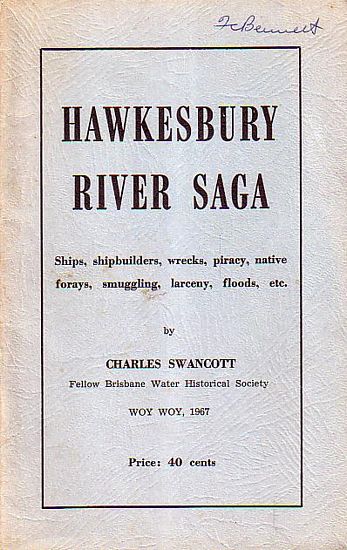 FC Bennett
HAWKESBURY
RIVER SAGA
Ships, shipbuilders, wrecks, piracy, native
forays, smuggling, larceny, floods, etc.
by
CHARLES SWANCOTT
Fellow Brisbane Water Historical Society
WOY WOY, 1967
Price: 40 cents